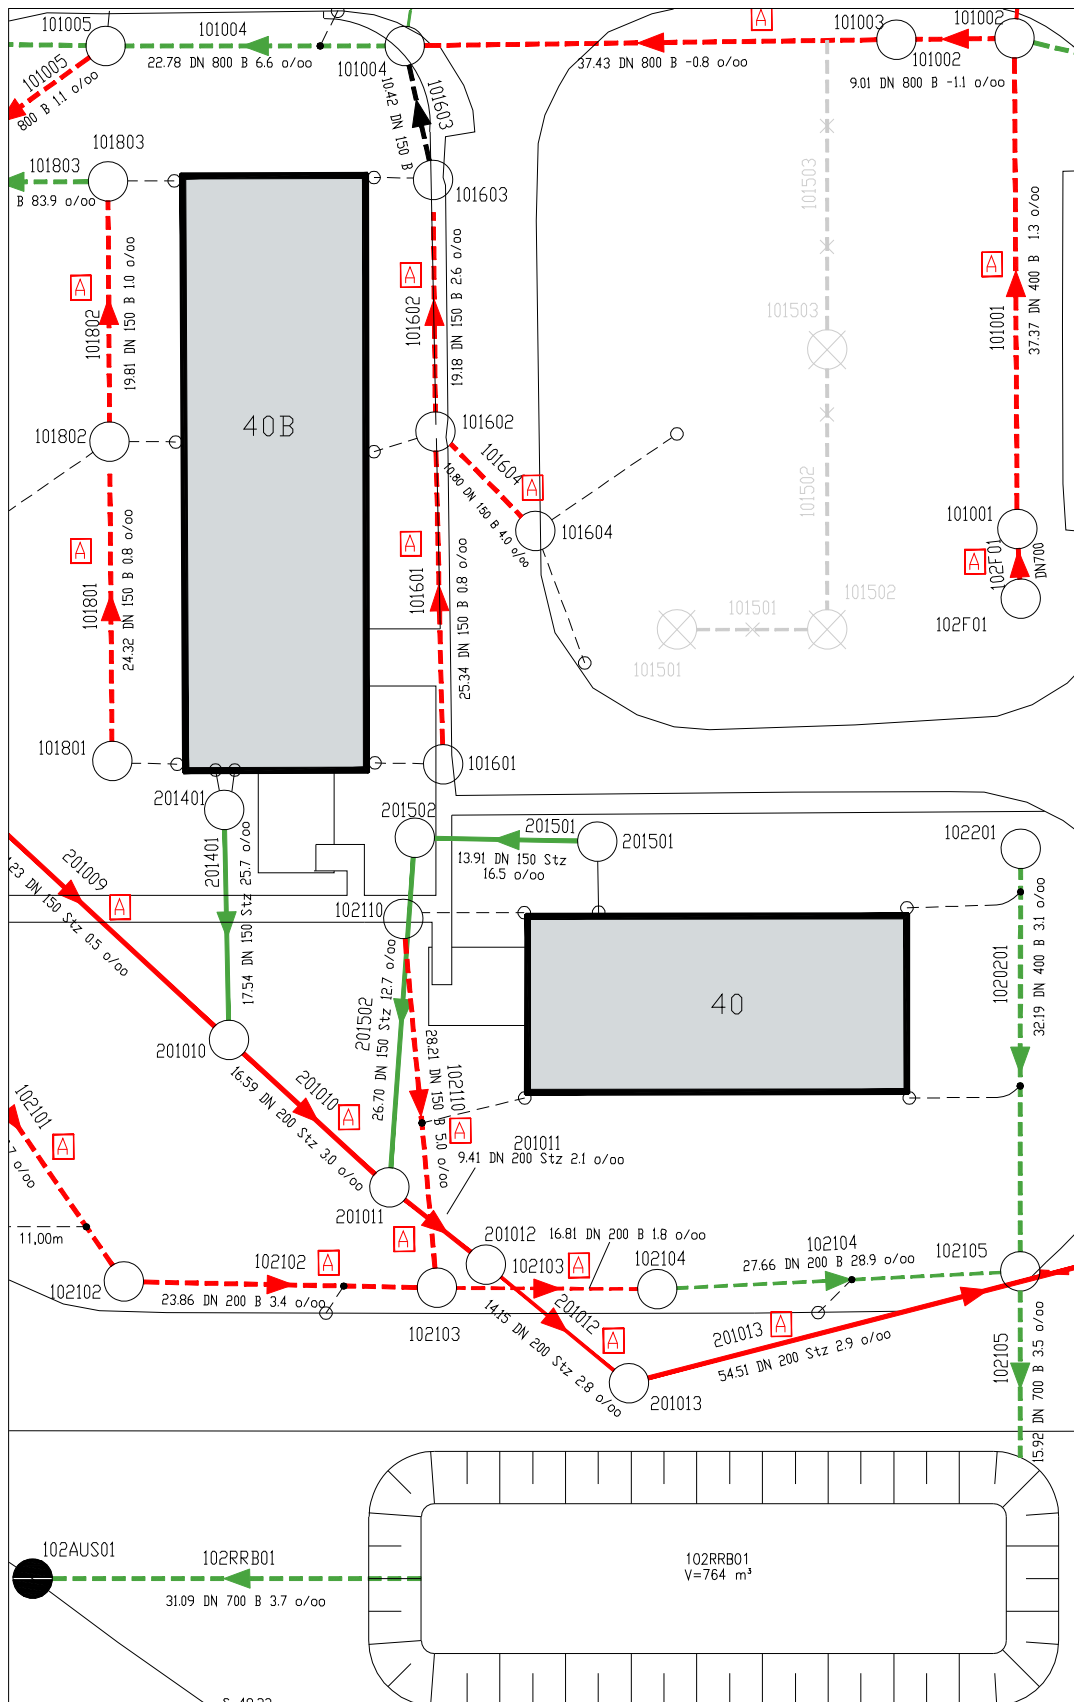 101005
101004
22.78 DN 800 B 6.6 o/oo
101004
A
37.43 DN 800 B -0.8 o/oo
101003
101002
101002
9.01 DN 800 B -1.1 o/oo
101005
800 B 1.1 o/oo
10.42 DN 150 B
101603
101803
101803
B 83.9 o/oo
101603
101503
A
101802
19.81 DN 150 B 1.0 o/oo
A
101602
19.18 DN 150 B 2.6 o/oo
101503
A
101001
37.37 DN 400 B 1.3 o/oo
40B
101802
101602
101604
10.80 DN 150 B 4.0 o/oo
A
101604
101502
101001
A
101801
24.32 DN 150 B 0.8 o/oo
A
101601
25.34 DN 150 B 0.8 o/oo
A
102F01
DN700
102F01
101501
101502
101501
101801
101601
201401
201502
201501
201501
13.91 DN 150 Stz
16.5 o/oo
102201
201009
.23 DN 150 Stz 0.5 o/oo
A
201401
17.54 DN 150 Stz 25.7 o/oo
102110
201502
26.70 DN 150 Stz 12.7 o/oo
102110
28.21 DN 150 B 5.0 o/oo
A
40
1020201
32.19 DN 400 B 3.1 o/oo
201010
201010
16.59 DN 200 Stz 3.0 o/oo
A
102101
7 o/oo
A
201011
9.41 DN 200 Stz 2.1 o/oo
201011
A
11,00m
201012
102102
102102
23.86 DN 200 B 3.4 o/oo
A
102103
102103
16.81 DN 200 B 1.8 o/oo
A
102104
102104
27.66 DN 200 B 28.9 o/oo
102105
201012
14.15 DN 200 Stz 2.8 o/oo
A
201013
201013
54.51 DN 200 Stz 2.9 o/oo
A
102105
15.92 DN 700 B 3.5 o/oo
102AUS01
102RRB01
31.09 DN 700 B 3.7 o/oo
102RRB01
V=764 m³